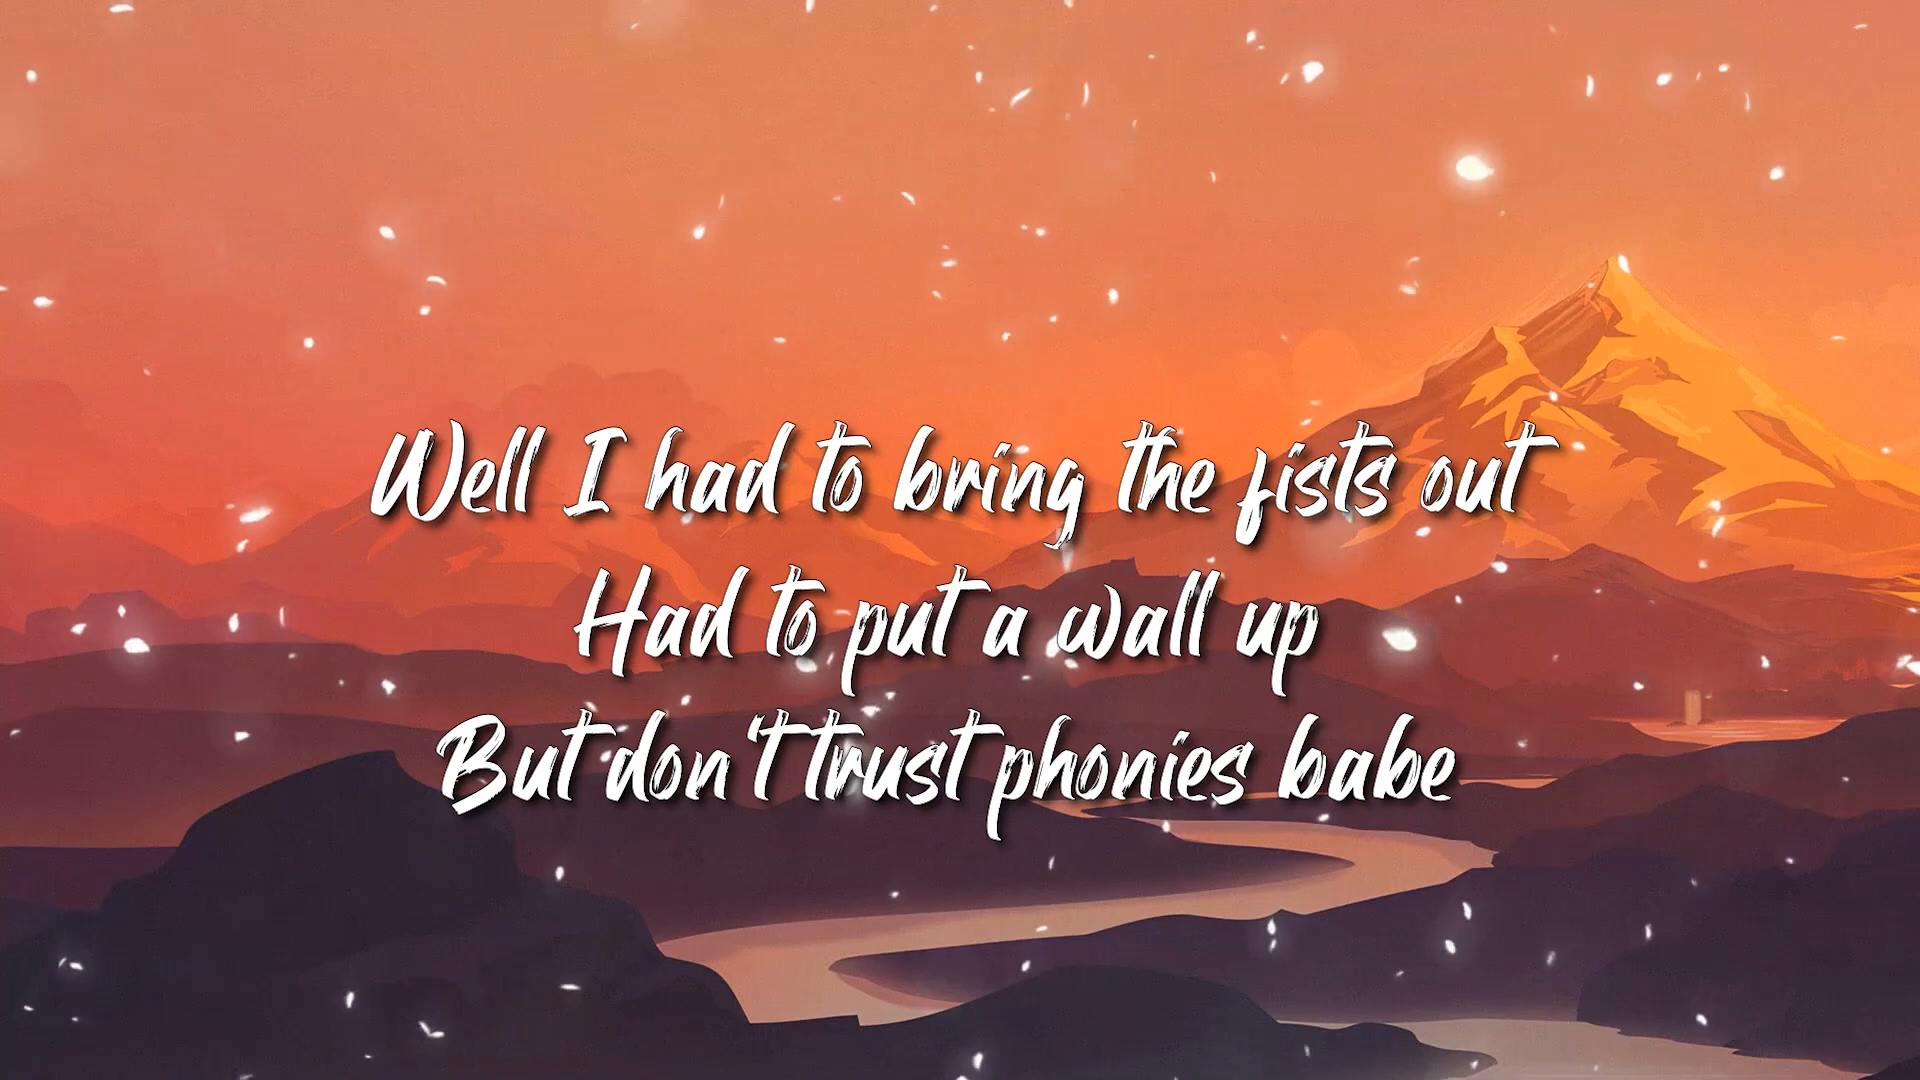 Well I had to bring the fists out
Had to put a wall up
But don't trust phonies babe